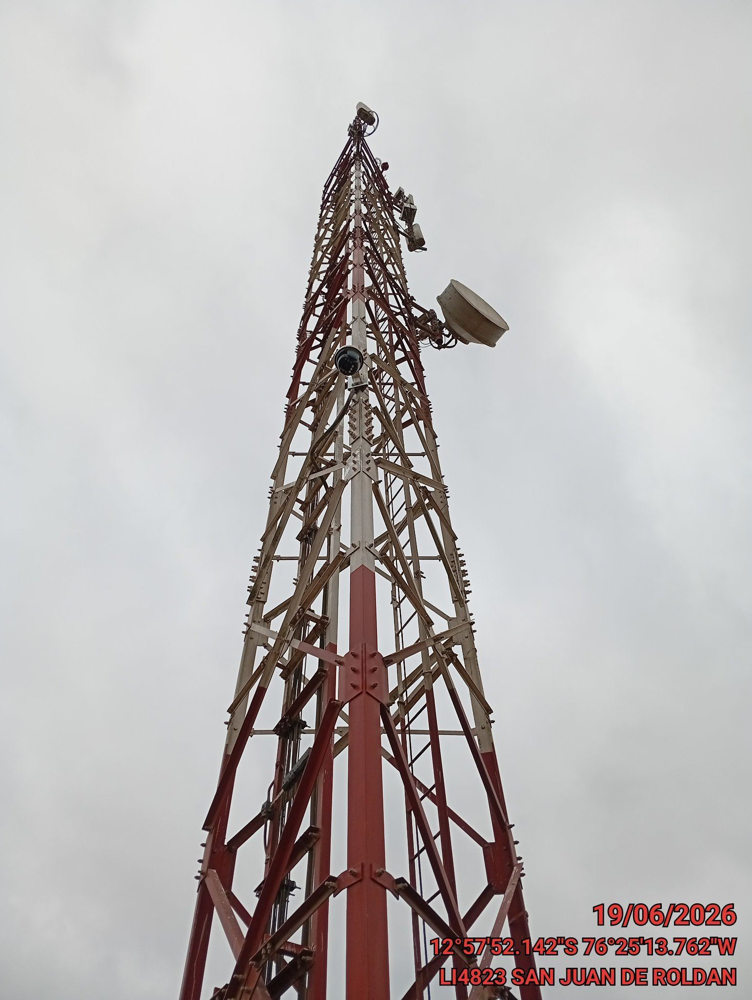 19/06/2026
12°57'52.142"S 76°25'13.762"W
LI4823 SAN JUAN DE ROLDAN